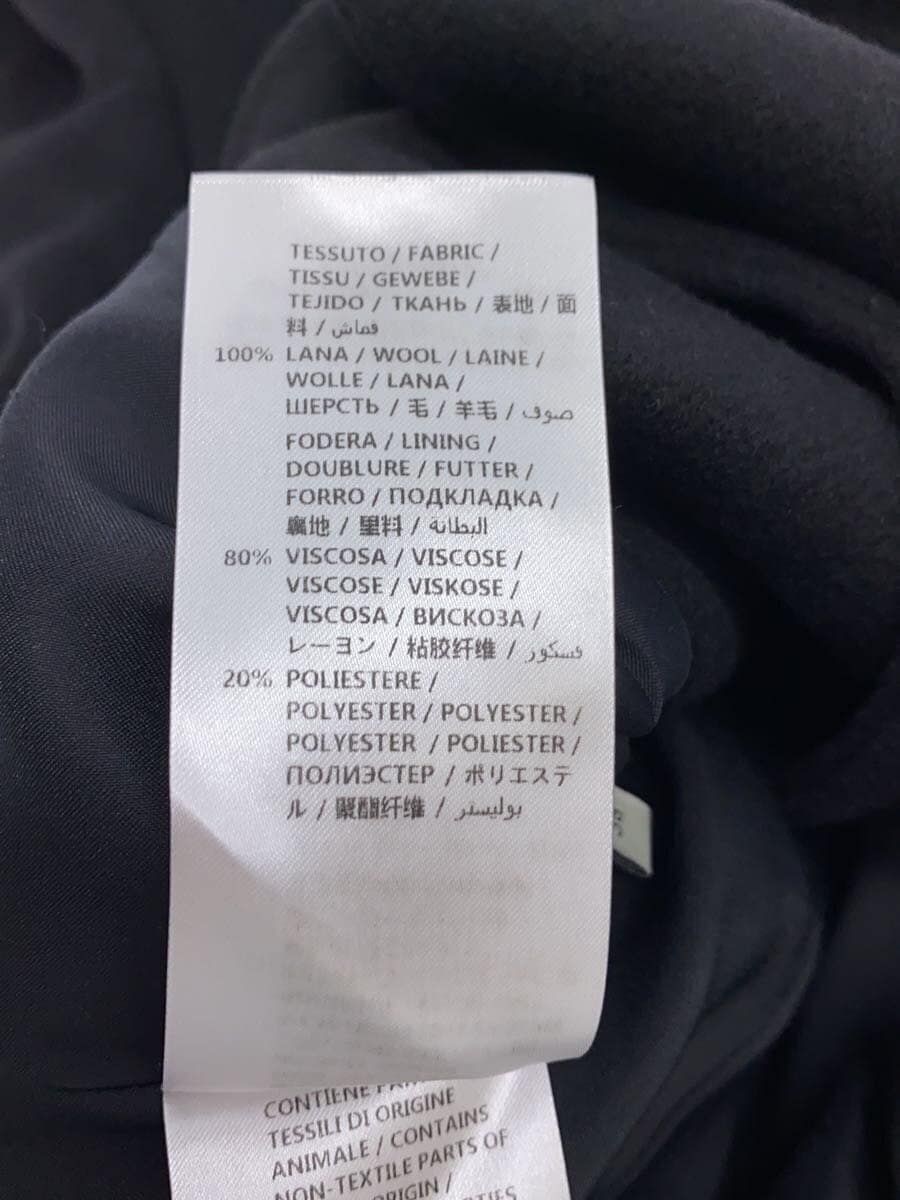 TESSUTO / FABRIC /
TISSU / GEWEBE /
TEJIDO / ТКАНЬ / 表地 / 面
料 / قماش
100% LANA / WOOL / LAINE /
WOLLE / LANA /
ШЕРСТЬ / 毛 / 羊毛 / صوف
FODERA / LINING /
DOUBLURE / FUTTER /
FORRO / ПОДКЛАДКА /
裏地 / 里料 / البطانة
80% VISCOSA / VISCOSE /
VISCOSE / VISKOSE /
VISCOSA / ВИСКОЗА /
レーヨン / 粘胶纤维 / فسكور
20% POLIESTERE /
POLYESTER / POLYESTER /
POLYESTER / POLIESTER /
ПОЛИЭСТЕР / ポリエステ
ル / 聚酯纤维 / بوليستر
CONTIENE
TESSILI DI ORIGINE
ANIMALE / CONTAINS
NON-TEXTILE PARTS OF
ORIGIN /